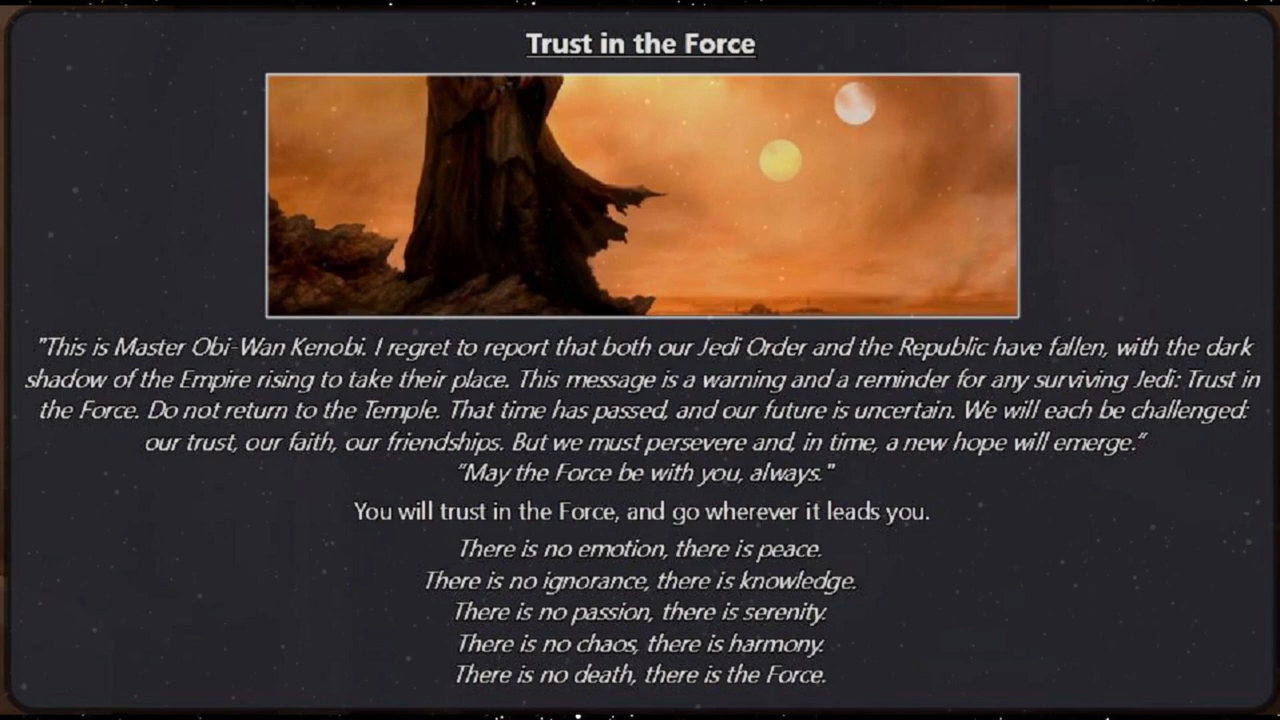 Trust in the Force
"This is Master Obi-Wan Kenobi. I regret to report that both our Jedi Order and the Republic have fallen, with the dark
shadow of the Empire rising to take their place. This message is a warning and a reminder for any surviving Jedi: Trust in
the Force. Do not return to the Temple. That time has passed, and our future is uncertain. We will each be challenged:
our trust, our faith, our friendships. But we must persevere and, in time, a new hope will emerge.”
“May the Force be with you, always."
You will trust in the Force, and go wherever it leads you.
There is no emotion, there is peace.
There is no ignorance, there is knowledge.
There is no passion, there is serenity.
There is no chaos, there is harmony.
There is no death, there is the Force.